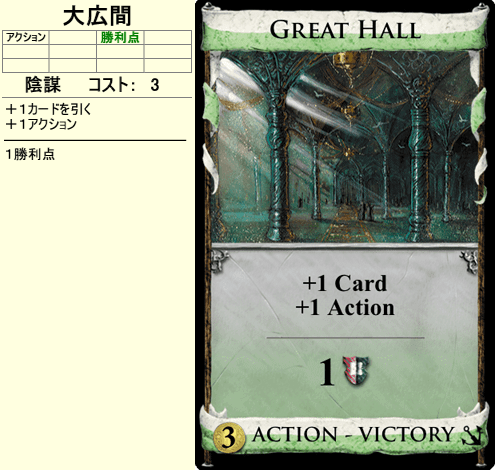 大広間
アクション 勝利点
陰謀 コスト： 3
＋１カードを引く
＋１アクション
１勝利点
GREAT HALL
+1 Card
+1 Action
1
3 ACTION - VICTORY